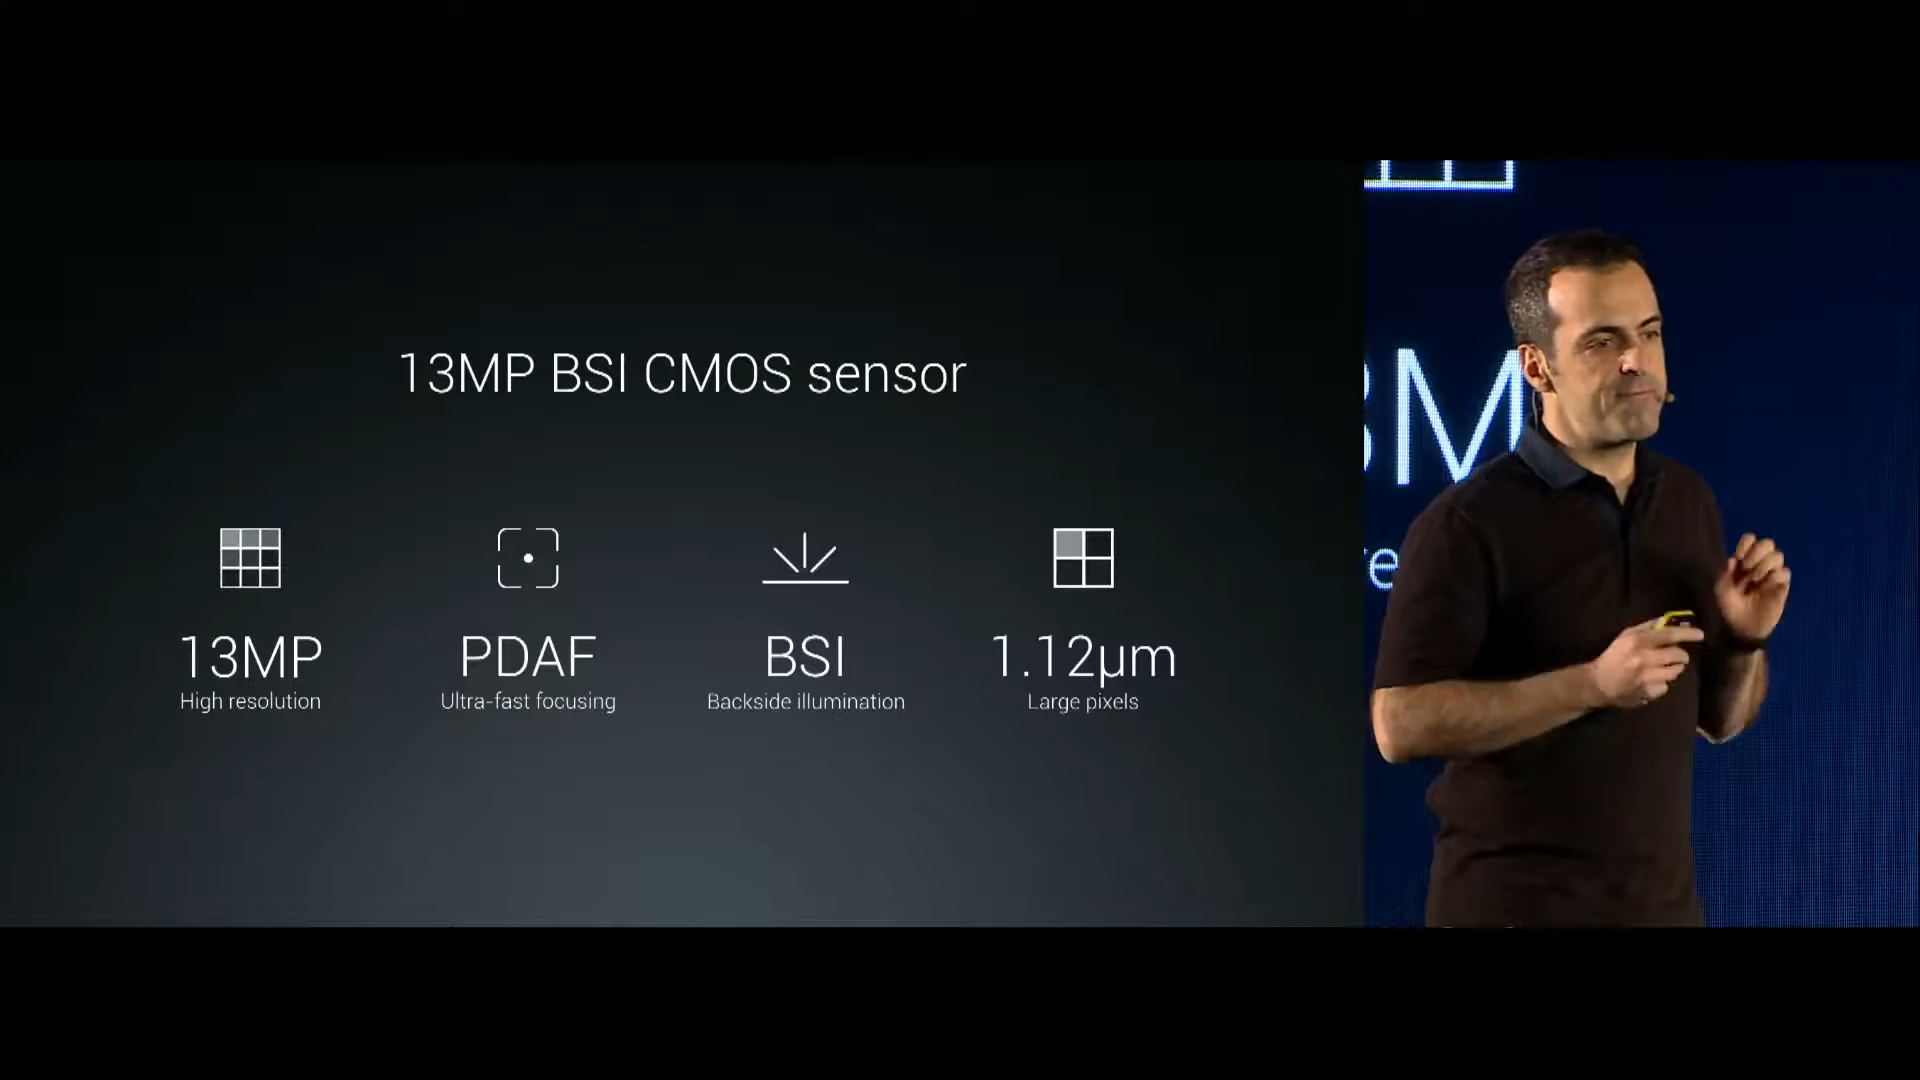 13MP BSI CMOS sensor
13MP
High resolution
PDAF
Ultra-fast focusing
BSI
Backside illumination
1.12µm
Large pixels
M
e